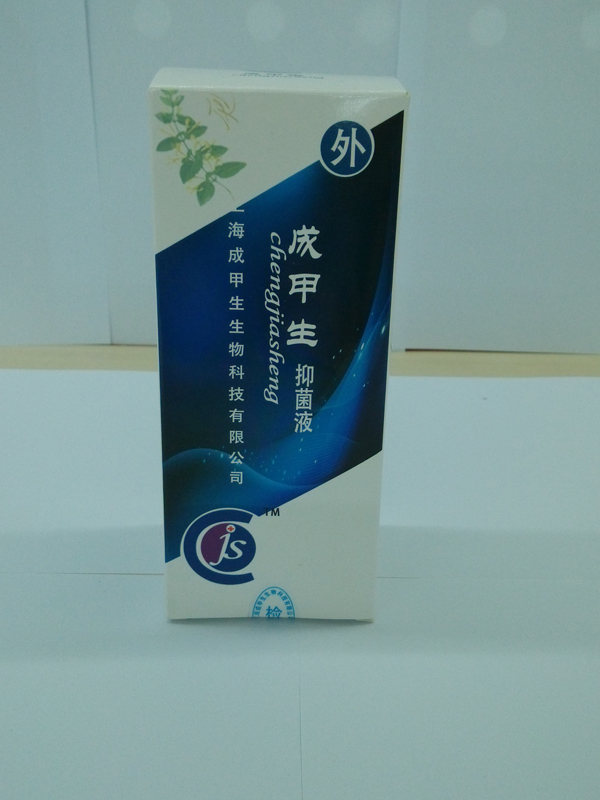 外
成甲生 抑菌液
chengjiasheng
上海成甲生生物科技有限公司
TM
js
检